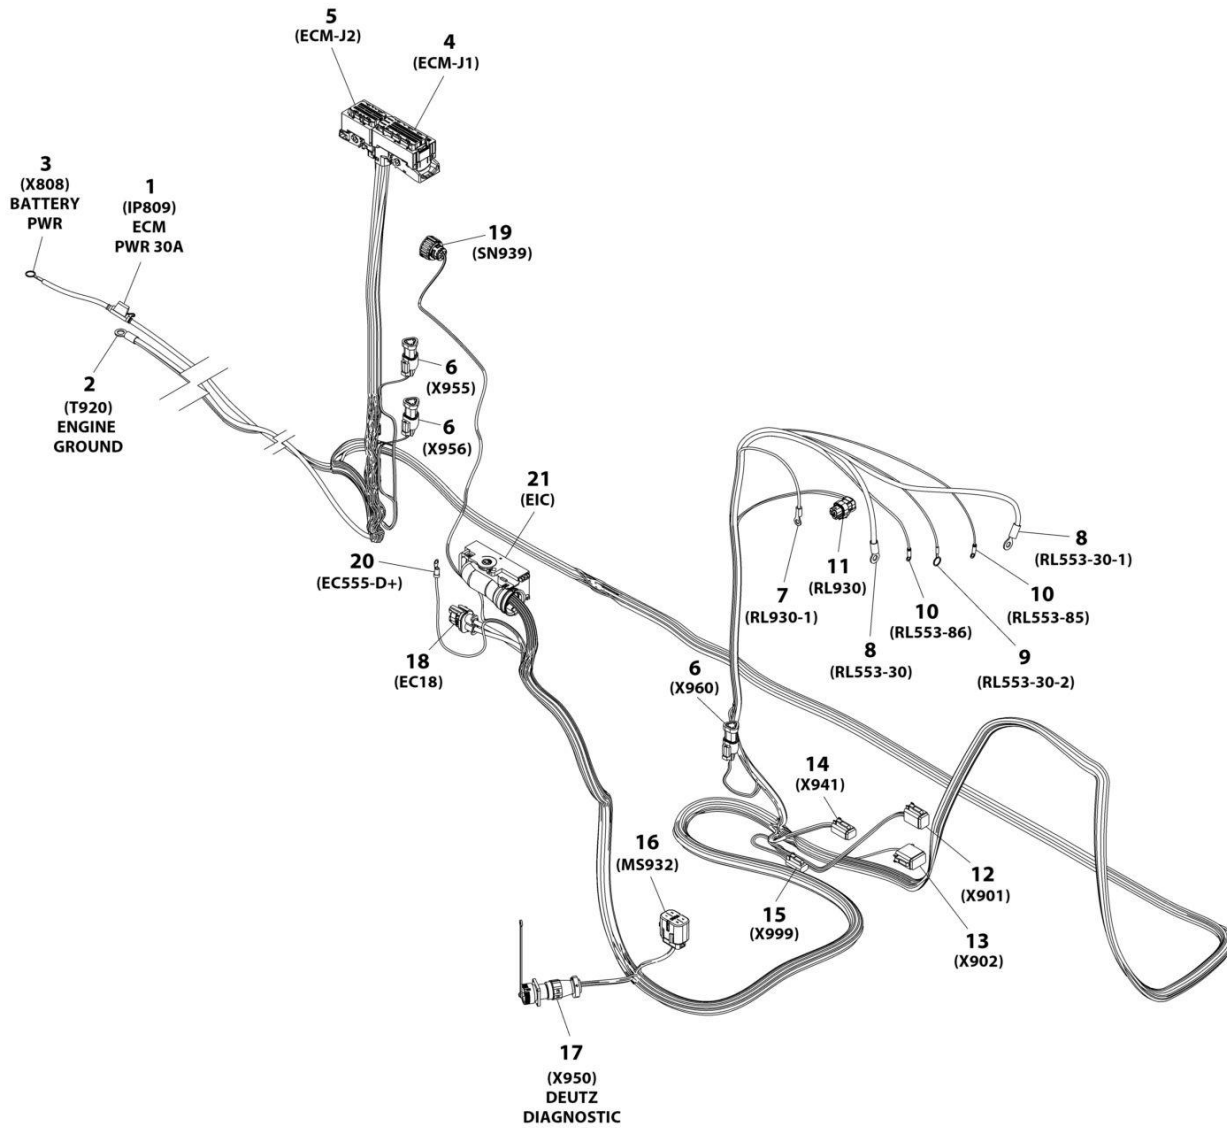 5
(ECM-J2)
4
(ECM-J1)
3
(X808)
BATTERY
PWR
1
(IP809)
ECM
PWR 30A
19
(SN939)
2
(T920)
ENGINE
GROUND
6
(X955)
6
(X956)
21
(EIC)
20
(EC555-D+)
18
(EC18)
7
(RL930-1)
11
(RL930)
8
(RL553-30)
10
(RL553-86)
9
(RL553-30-2)
10
(RL553-85)
8
(RL553-30-1)
6
(X960)
14
(X941)
12
(X901)
13
(X902)
15
(X999)
16
(MS932)
17
(X950)
DEUTZ
DIAGNOSTIC